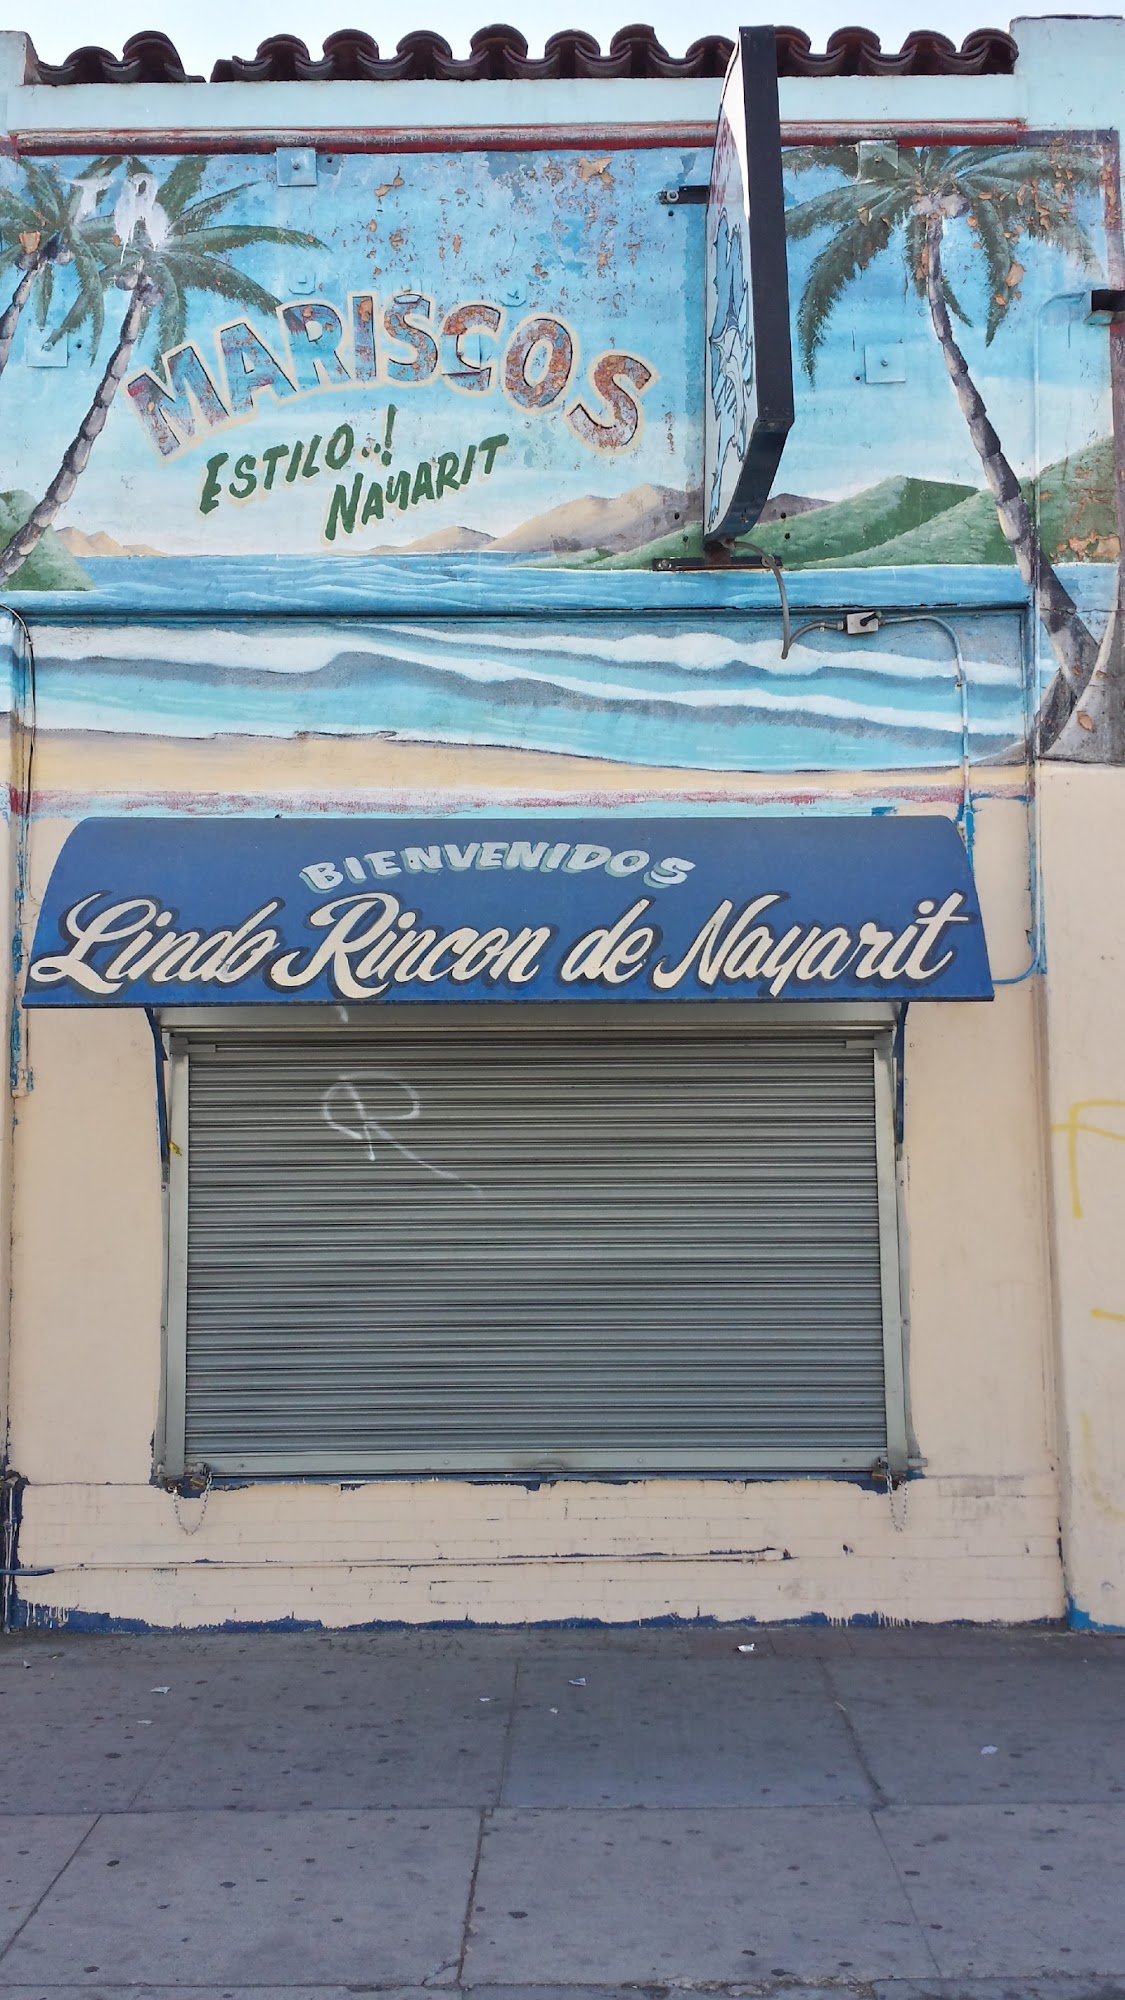 MARISCOS
ESTILO..!
NAYARIT
BIENVENIDOS
Lindo Rincon de Nayarit